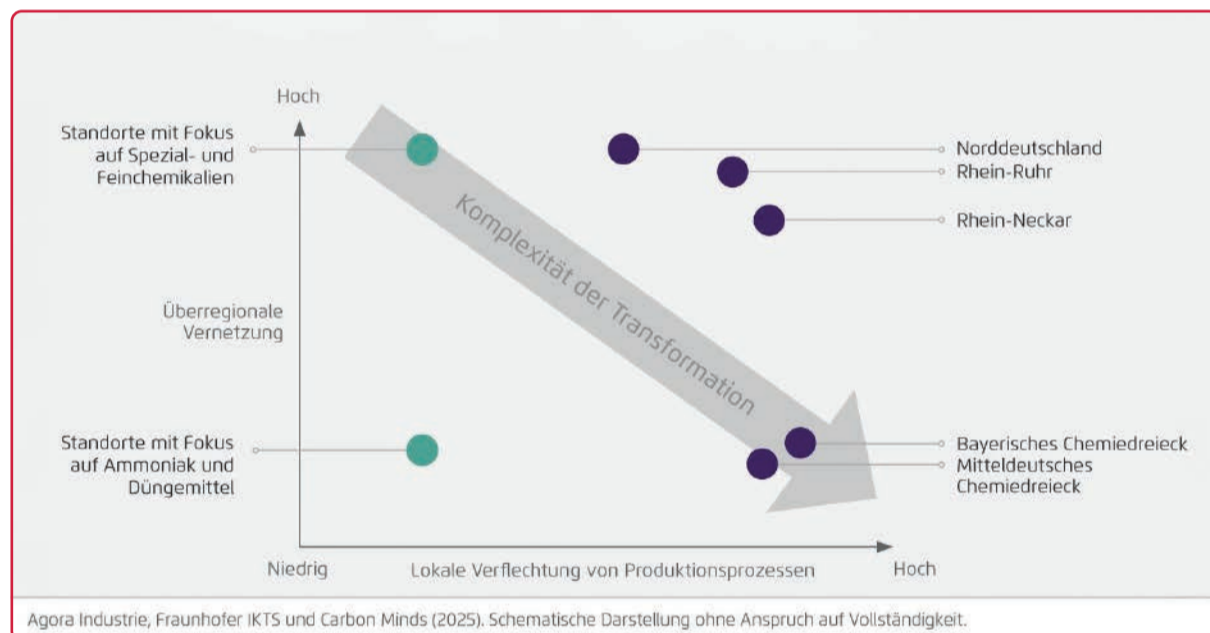 Hoch
Standorte mit Fokus
auf Spezial- und
Feinchemikalien
Norddeutschland
Rhein-Ruhr
Rhein-Neckar
Komplexität der Transformation
Überregionale
Vernetzung
Standorte mit Fokus
auf Ammoniak und
Düngemittel
Bayerisches Chemiedreieck
Mitteldeutsches
Chemiedreieck
Niedrig
Lokale Verflechtung von Produktionsprozessen
Hoch
Agora Industrie, Fraunhofer IKTS und Carbon Minds (2025). Schematische Darstellung ohne Anspruch auf Vollständigkeit.